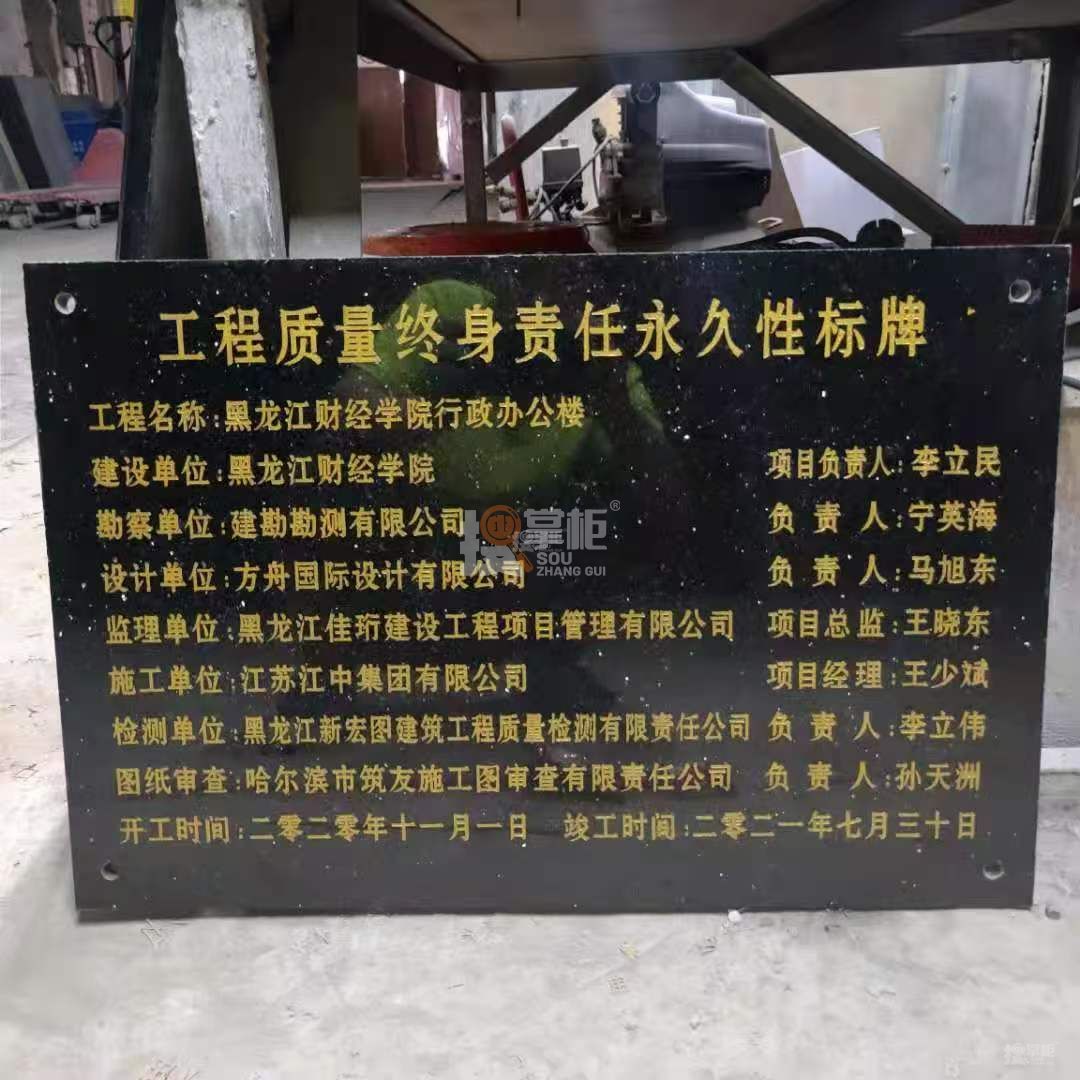 工程质量终身责任永久性标牌
工程名称:黑龙江财经学院行政办公楼
建设单位:黑龙江财经学院 项目负责人:李立民
勘察单位:建勘勘测有限公司 负责人:宁英海
设计单位:方舟国际设计有限公司 负责人:马旭东
监理单位:黑龙江佳珩建设工程项目管理有限公司 项目总监:王晓东
施工单位:江苏江中集团有限公司 项目经理:王少斌
检测单位:黑龙江新宏图建筑工程质量检测有限责任公司 负责人:李立伟
图纸审查:哈尔滨市筑友施工图审查有限责任公司 负责人:孙天洲
开工时间:二零二零年十一月一日 竣工时间:二零二一年七月三十日
搜掌柜®
SOU
ZHANG GUI
搜掌柜